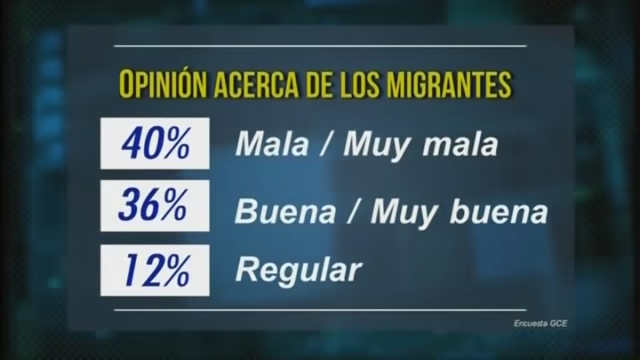 OPINIÓN ACERCA DE LOS MIGRANTES
40% Mala / Muy mala
36% Buena / Muy buena
12% Regular
Encuesta GCE